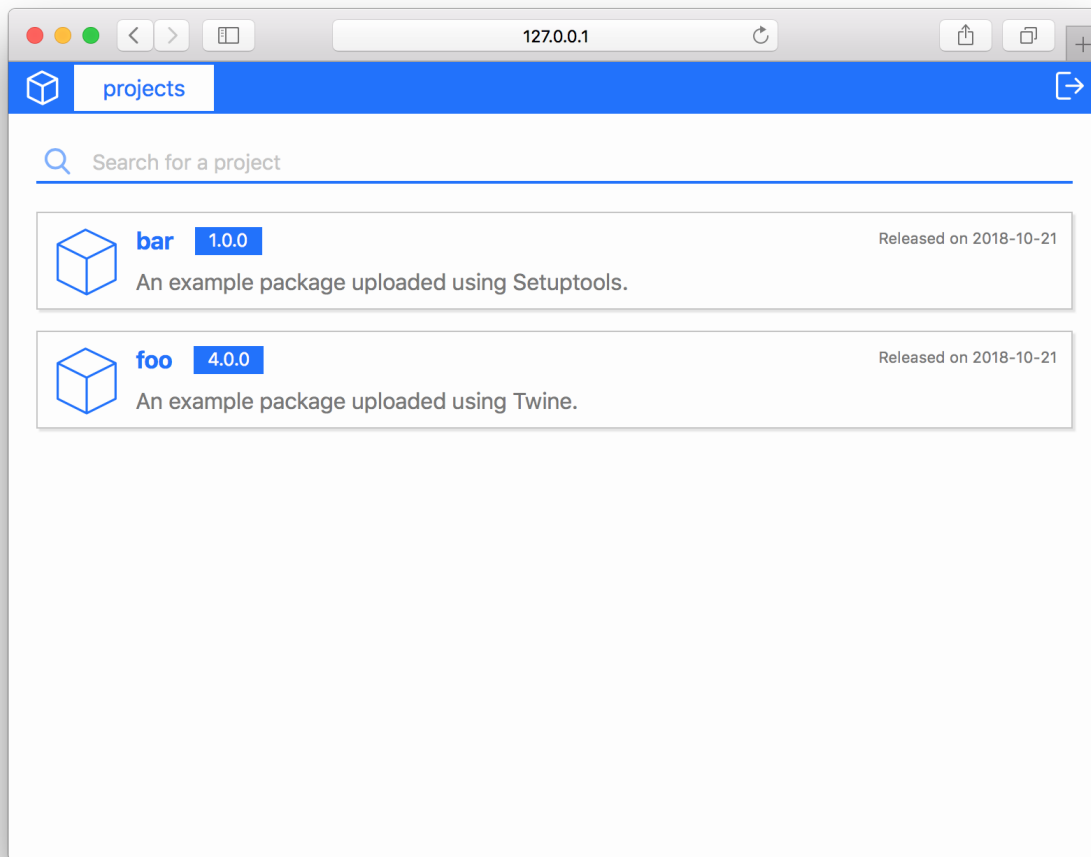 127.0.0.1
projects
Search for a project
bar 1.0.0 Released on 2018-10-21
An example package uploaded using Setuptools.
foo 4.0.0 Released on 2018-10-21
An example package uploaded using Twine.